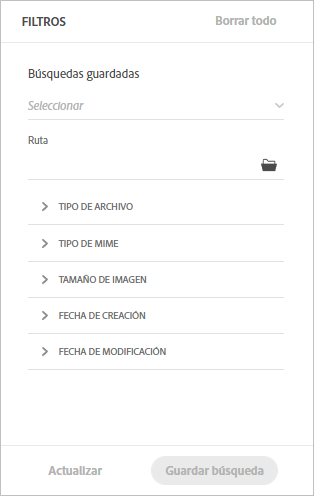 FILTROS
Borrar todo
Búsquedas guardadas
Seleccionar
Ruta
TIPO DE ARCHIVO
TIPO DE MIME
TAMAÑO DE IMAGEN
FECHA DE CREACIÓN
FECHA DE MODIFICACIÓN
Actualizar
Guardar búsqueda